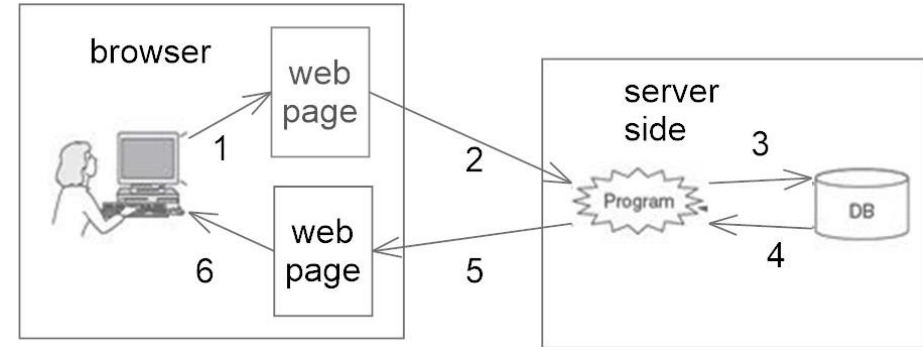 browser
web
page
server
side
1
2
3
Program
DB
web
page
4
5
6